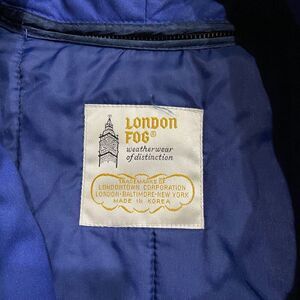 LONDON
FOG®
weatherwear
of distinction
TRADEMARKS OF
LONDONTOWN CORPORATION
LONDON-BALTIMORE-NEW YORK
MADE IN KOREA